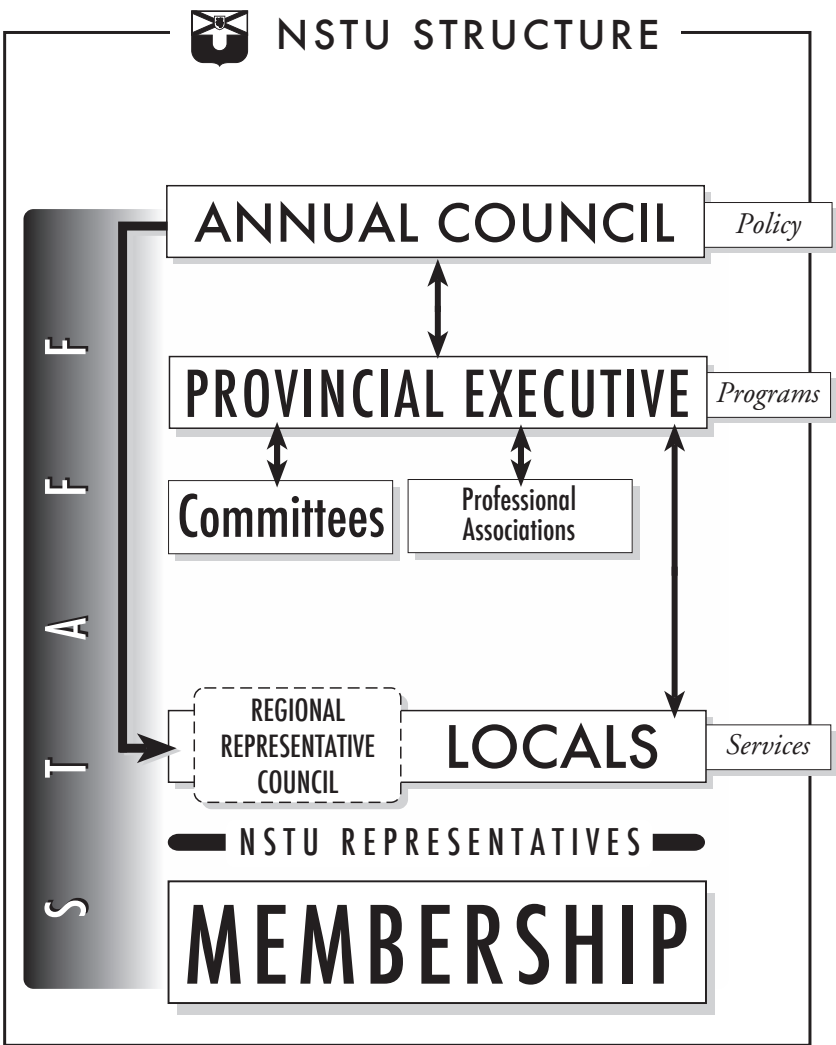 NSTU STRUCTURE
ANNUAL COUNCIL
Policy
PROVINCIAL EXECUTIVE
Programs
Committees
Professional
Associations
REGIONAL
REPRESENTATIVE
COUNCIL
LOCALS
Services
NSTU REPRESENTATIVES
MEMBERSHIP
STAFF